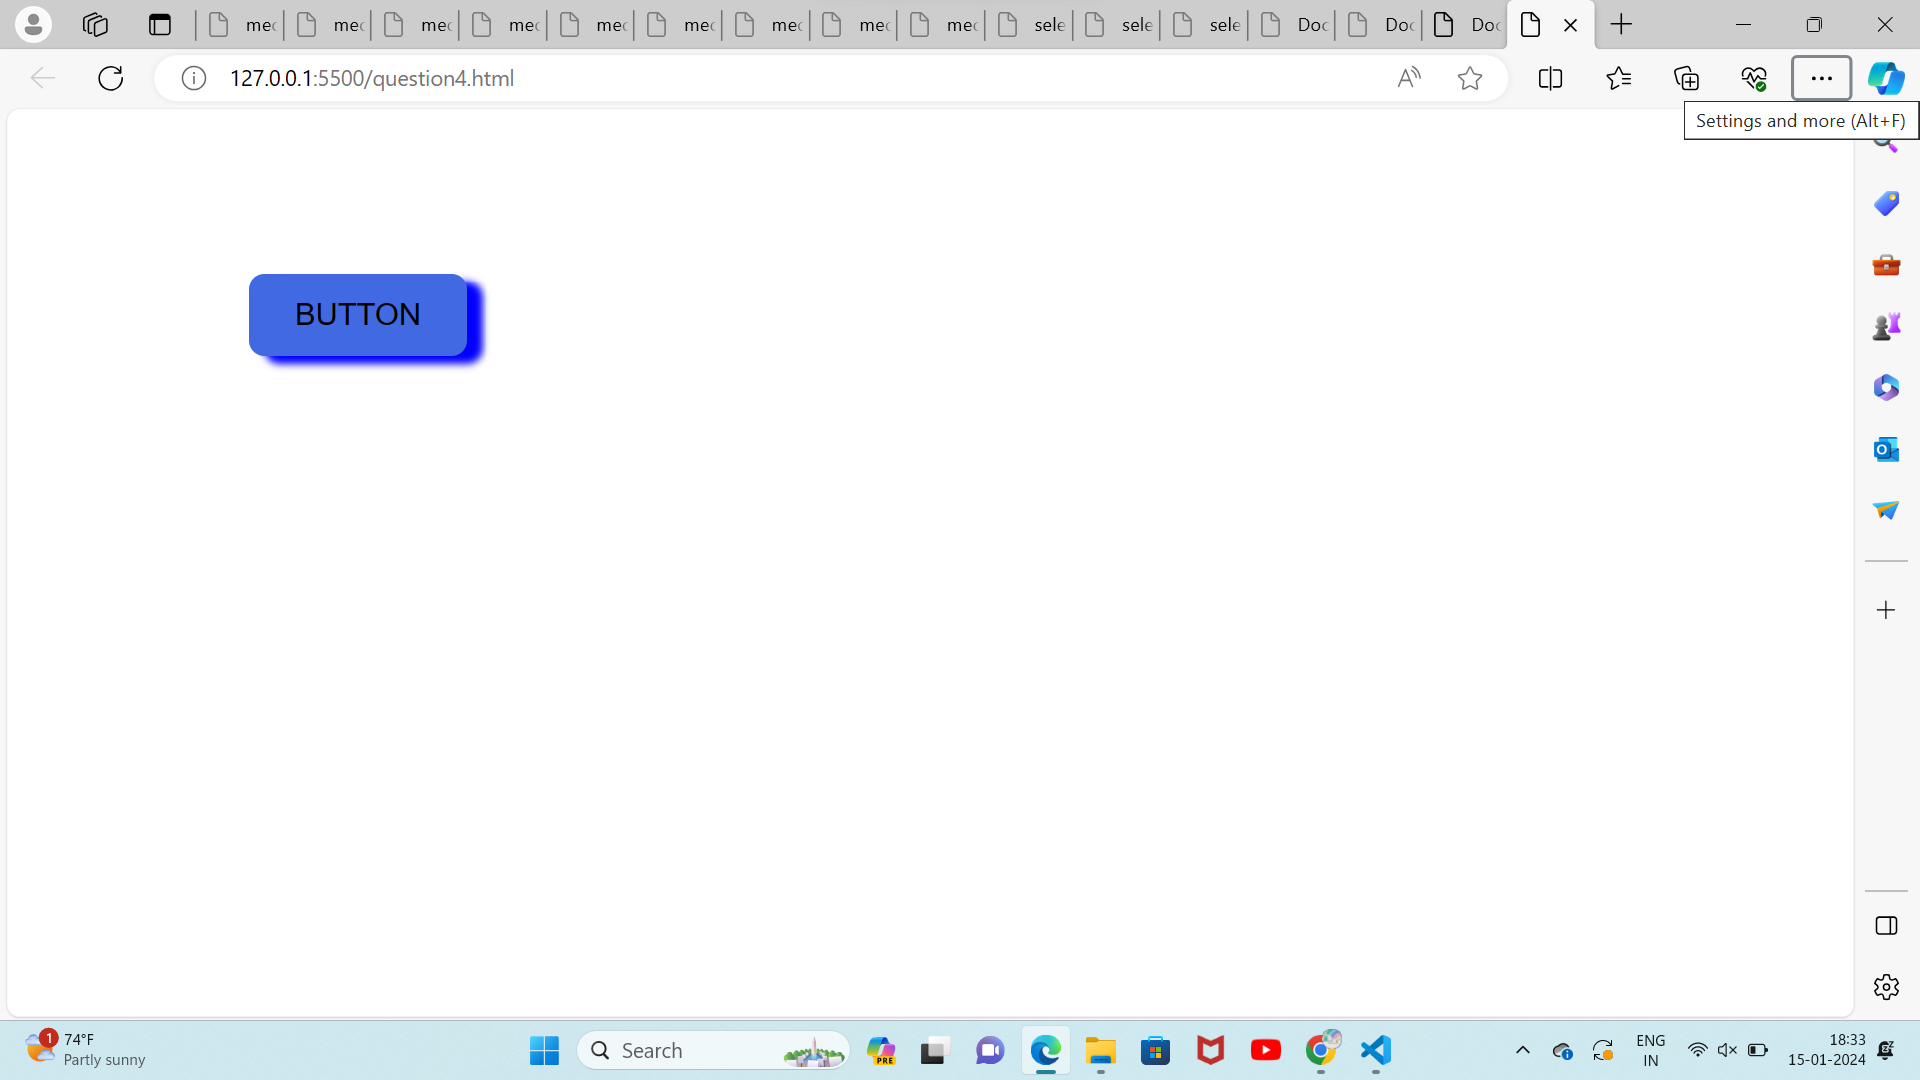 mec mec mec mec mec mec mec mec mec sele sele sele Doc Doc Doc
127.0.0.1:5500/question4.html
Settings and more (Alt+F)
BUTTON
1
74°F
Partly sunny
Search
PRE
ENG
IN
18:33
15-01-2024